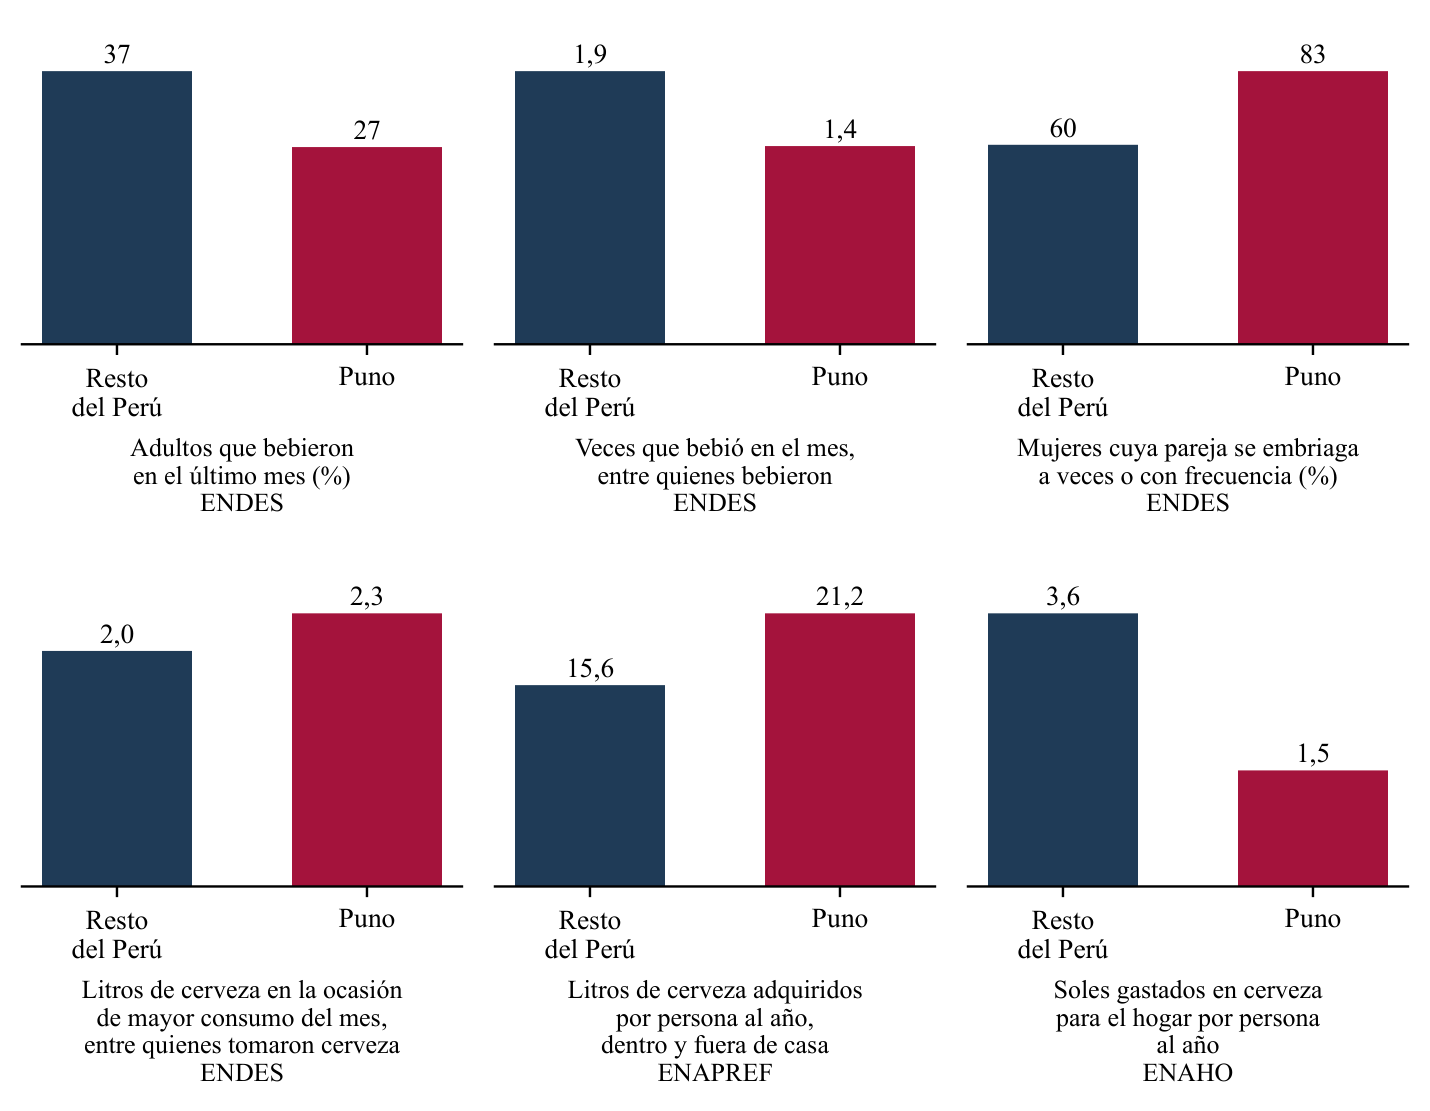 37
27
Resto
del Perú
Puno
Adultos que bebieron
en el último mes (%)
ENDES
1,9
1,4
Resto
del Perú
Puno
Veces que bebió en el mes,
entre quienes bebieron
ENDES
60
83
Resto
del Perú
Puno
Mujeres cuya pareja se embriaga
a veces o con frecuencia (%)
ENDES
2,0
2,3
Resto
del Perú
Puno
Litros de cerveza en la ocasión
de mayor consumo del mes,
entre quienes tomaron cerveza
ENDES
15,6
21,2
Resto
del Perú
Puno
Litros de cerveza adquiridos
por persona al año,
dentro y fuera de casa
ENAPREF
3,6
1,5
Resto
del Perú
Puno
Soles gastados en cerveza
para el hogar por persona
al año
ENAHO